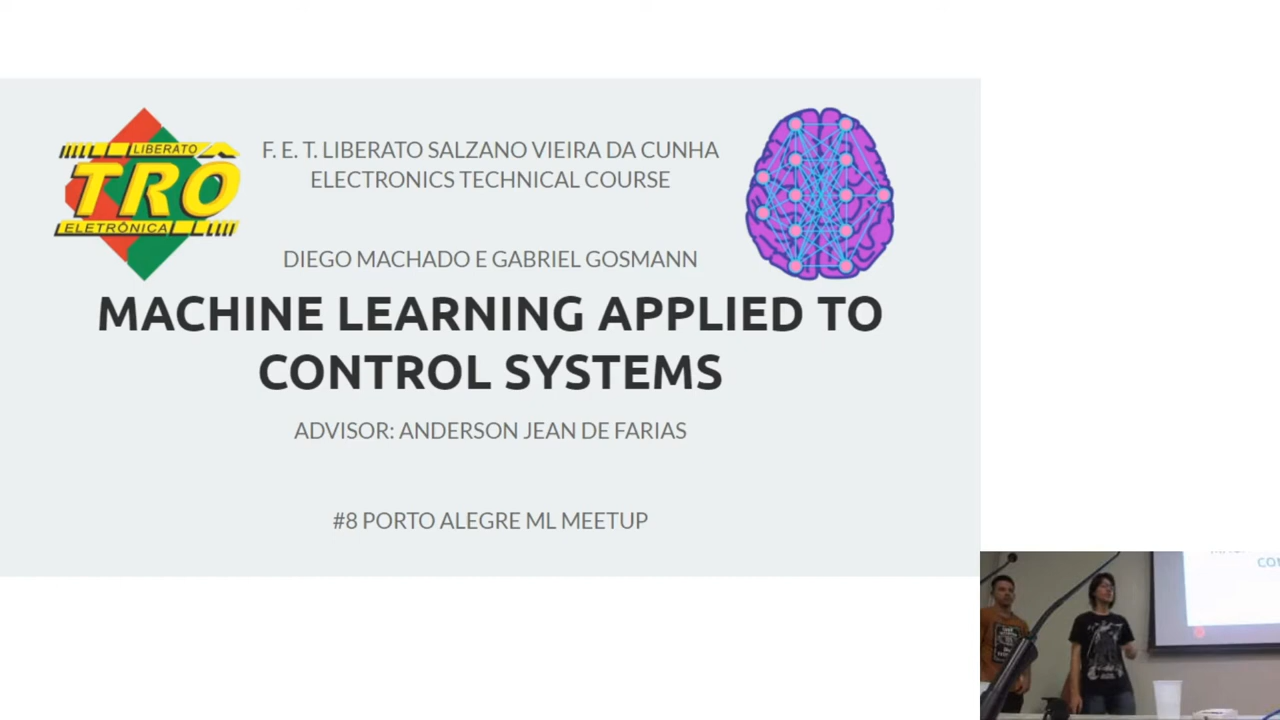 LIBERATO
TRÔ
ELETRÔNICA
F. E. T. LIBERATO SALZANO VIEIRA DA CUNHA
ELECTRONICS TECHNICAL COURSE
DIEGO MACHADO E GABRIEL GOSMANN
MACHINE LEARNING APPLIED TO
CONTROL SYSTEMS
ADVISOR: ANDERSON JEAN DE FARIAS
#8 PORTO ALEGRE ML MEETUP